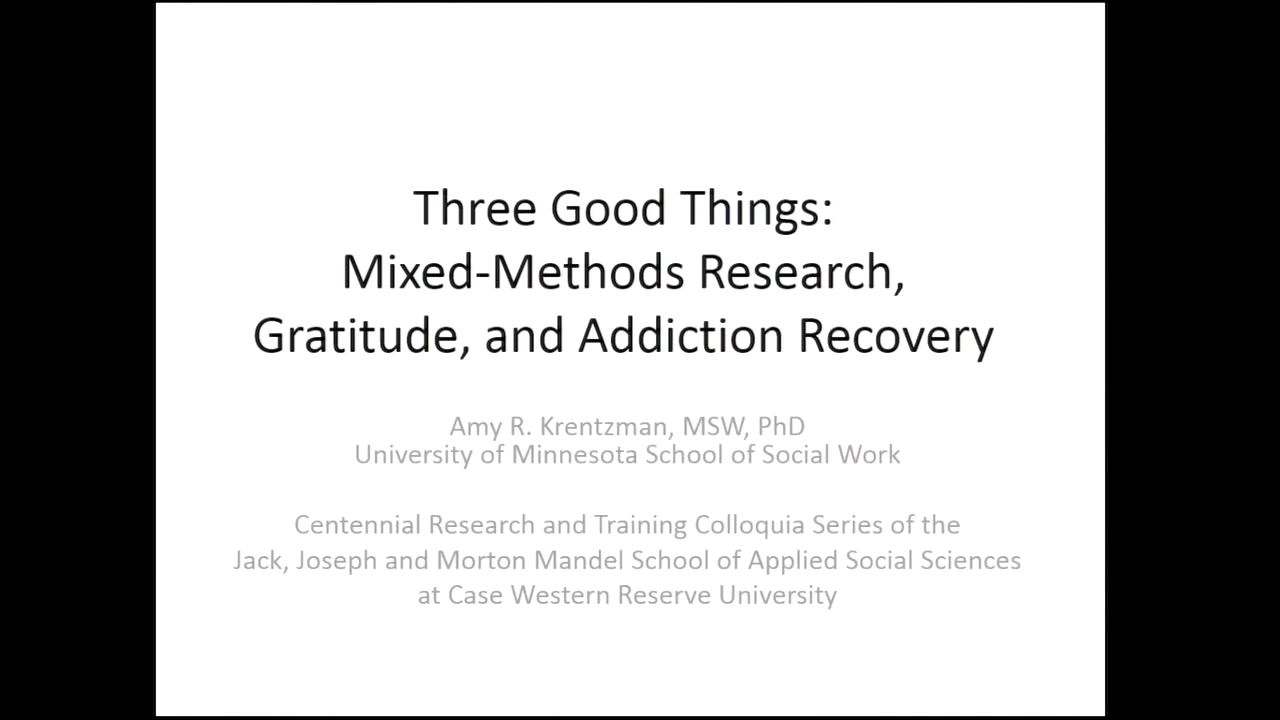 Three Good Things:
Mixed-Methods Research,
Gratitude, and Addiction Recovery
Amy R. Krentzman, MSW, PhD
University of Minnesota School of Social Work
Centennial Research and Training Colloquia Series of the
Jack, Joseph and Morton Mandel School of Applied Social Sciences
at Case Western Reserve University